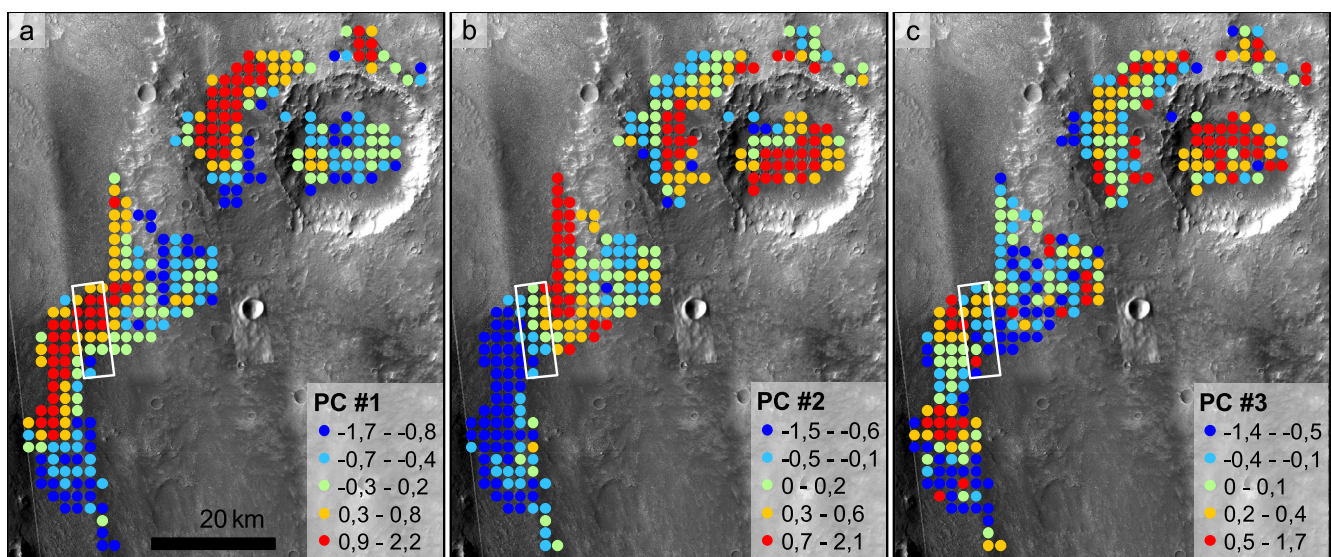 a
b
c
PC #1
-1,7 - -0,8
-0,7 - -0,4
-0,3 - 0,2
0,3 - 0,8
0,9 - 2,2
20 km
PC #2
-1,5 - -0,6
-0,5 - -0,1
0 - 0,2
0,3 - 0,6
0,7 - 2,1
PC #3
-1,4 - -0,5
-0,4 - -0,1
0 - 0,1
0,2 - 0,4
0,5 - 1,7